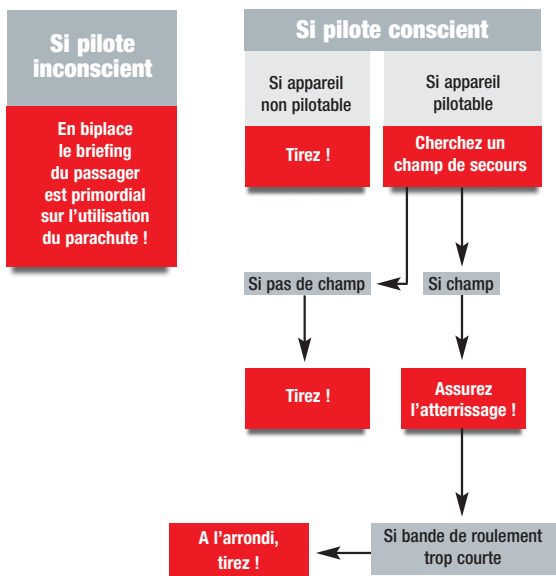 Si pilote
inconscient
En biplace
le briefing
du passager
est primordial
sur l'utilisation
du parachute !
Si pilote conscient
Si appareil
non pilotable
Tirez !
Si appareil
pilotable
Cherchez un
champ de secours
Si pas de champ
Si champ
Tirez !
Assurez
l'atterrissage !
A l'arrondi,
tirez !
Si bande de roulement
trop courte